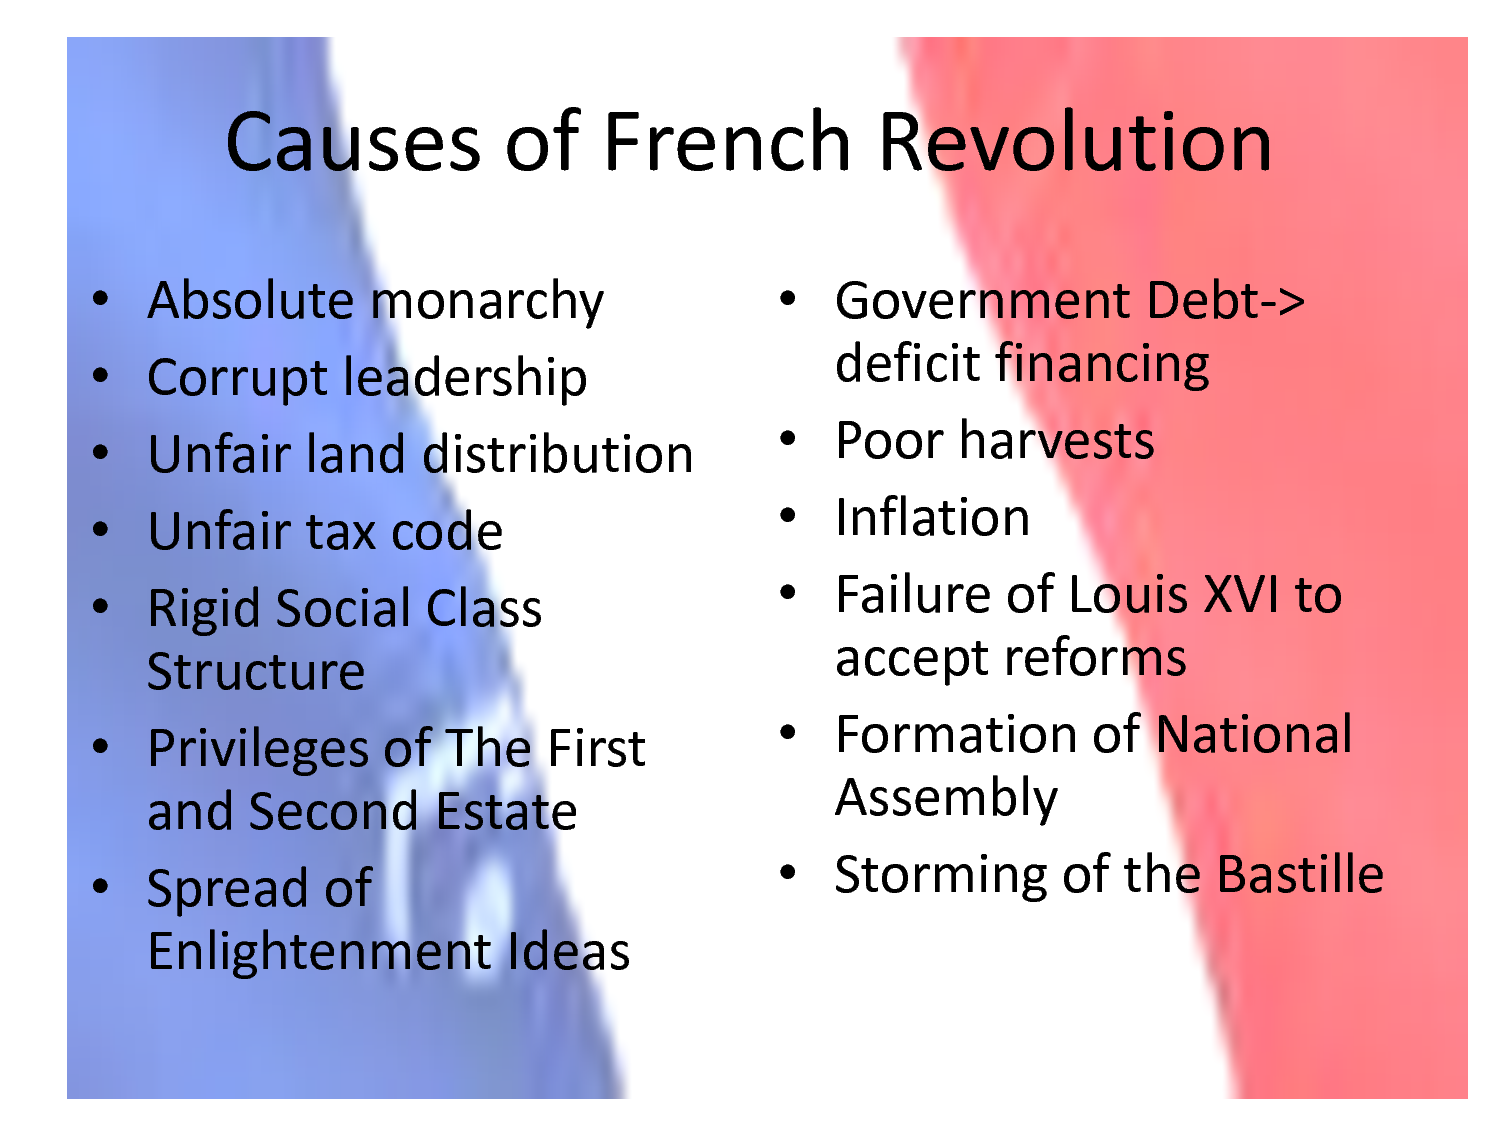 Causes of French Revolution
• Absolute monarchy
• Corrupt leadership
• Unfair land distribution
• Unfair tax code
• Rigid Social Class
Structure
• Privileges of The First
and Second Estate
• Spread of
Enlightenment Ideas
• Government Debt->
deficit financing
• Poor harvests
• Inflation
• Failure of Louis XVI to
accept reforms
• Formation of National
Assembly
• Storming of the Bastille